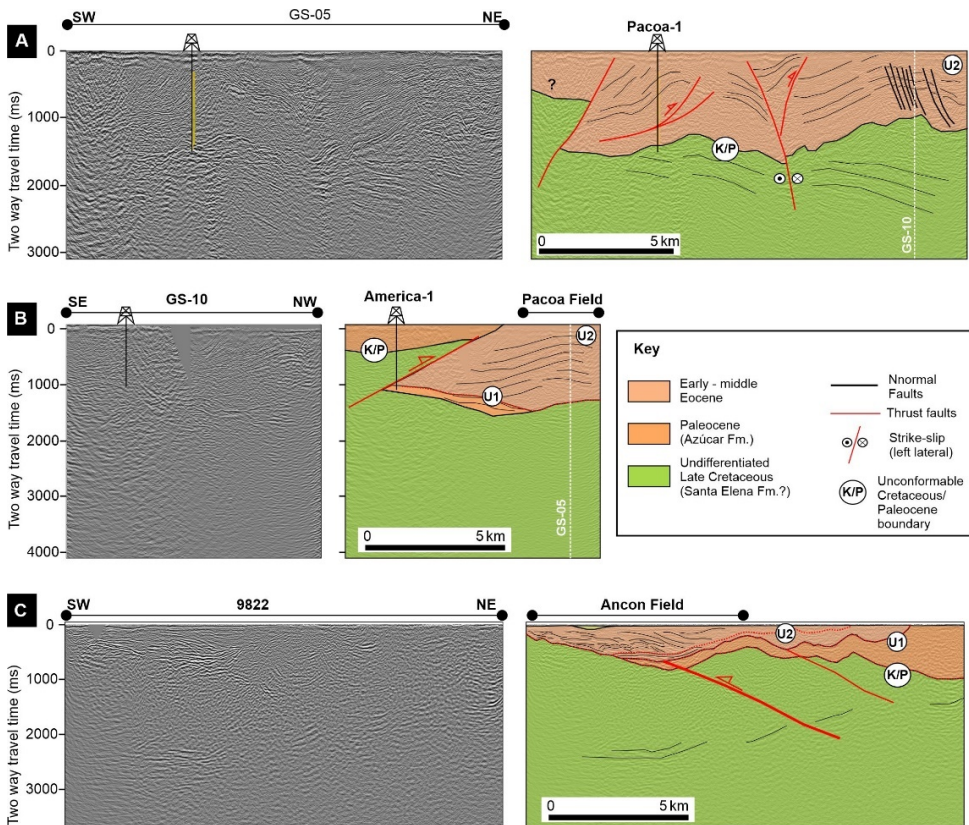 GS-05
A
SW
NE
Pacoa-1
0
1000
2000
3000
Two way travel time (ms)
?
U2
K/P
GS-10
0 5 km
B
SE
GS-10
NW
America-1
Pacoa Field
0
1000
2000
3000
4000
Two way travel time (ms)
K/P
U2
U1
GS-05
0 5 km
Key
Early - middle
Eocene
Paleocene
(Azúcar Fm.)
Undifferentiated
Late Cretaceous
(Santa Elena Fm.?)
Nnormal
Faults
Thrust faults
Strike-slip
(left lateral)
K/P
Unconformable
Cretaceous/
Paleocene
boundary
C
SW
9822
NE
Ancon Field
0
1000
2000
3000
Two way travel time (ms)
U2
U1
K/P
0 5 km